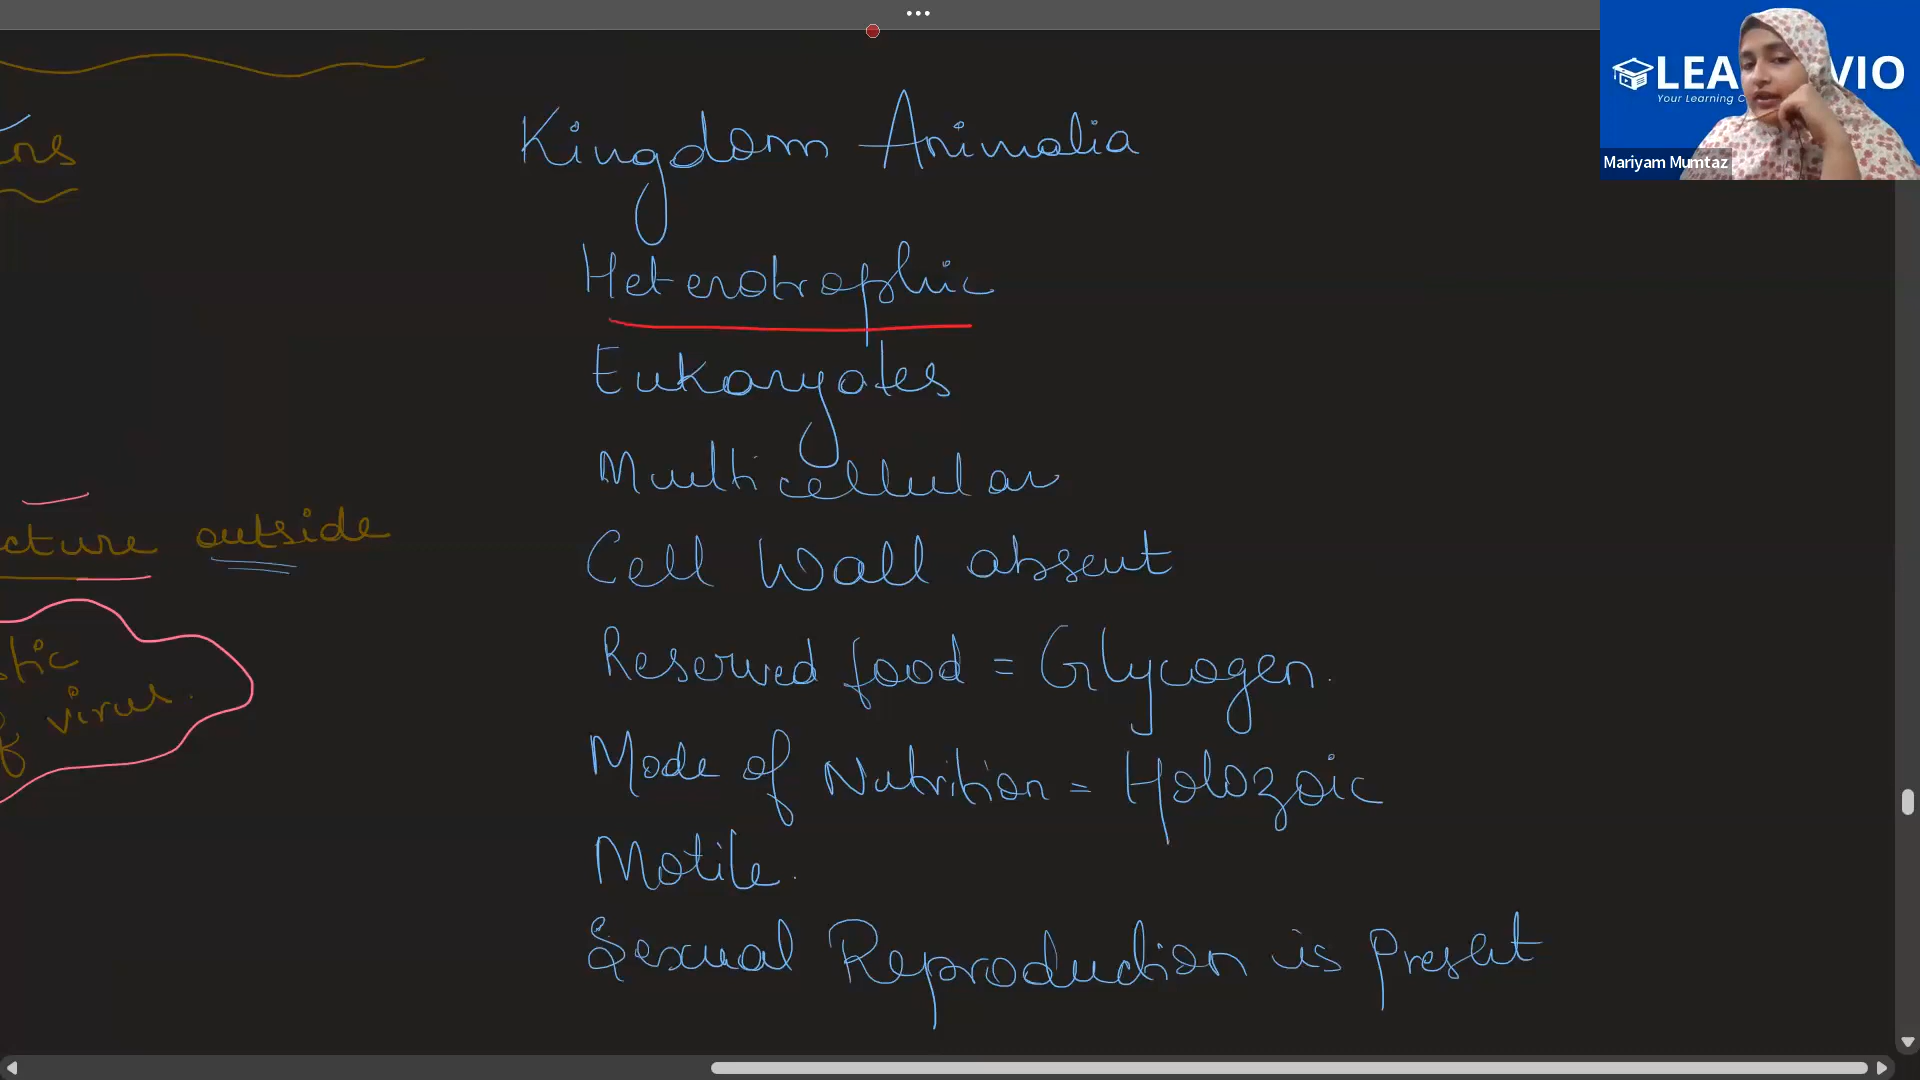 LEA VIO
Your Learning C
Mariyam Mumtaz
ns
Kingdom Animalia
Heterotrophic
Eukaryotes
Multicellular
cture outside
Cell Wall absent
stic
Reserved food = Glycogen.
f virus.
Mode of Nutrition = Holozoic
Motile.
Sexual Reproduction is Present